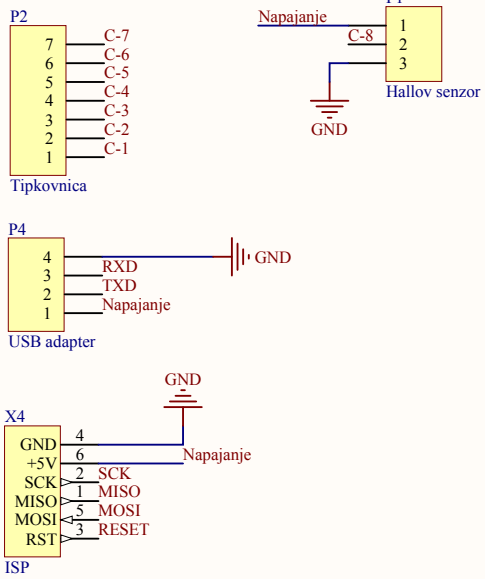 P2
7 C-7
6 C-6
5 C-5
4 C-4
3 C-3
2 C-2
1 C-1
Tipkovnica
Napajanje 1
C-8 2
3
GND
Hallov senzor
P4
4 GND
3 RXD
2 TXD
1 Napajanje
USB adapter
GND
X4
GND 4
+5V 6 Napajanje
SCK 2 SCK
MISO 1 MISO
MOSI 5 MOSI
RST 3 RESET
ISP